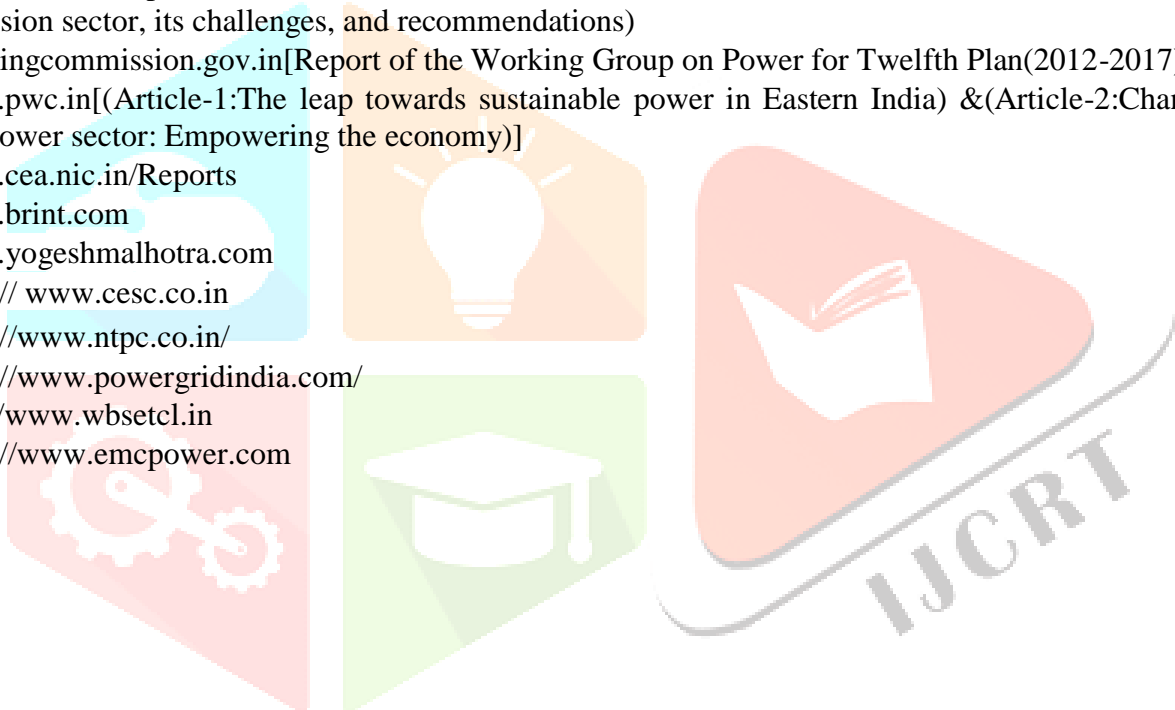 sion sector, its challenges, and recommendations)
ingcommission.gov.in[Report of the Working Group on Power for Twelfth Plan(2012-2017
.pwc.in[(Article-1:The leap towards sustainable power in Eastern India) &(Article-2:Char
ower sector: Empowering the economy)]
.cea.nic.in/Reports
.brint.com
.yogeshmalhotra.com
// www.cesc.co.in
//www.ntpc.co.in/
//www.powergridindia.com/
/www.wbsetcl.in
//www.emcpower.com
IJCRT